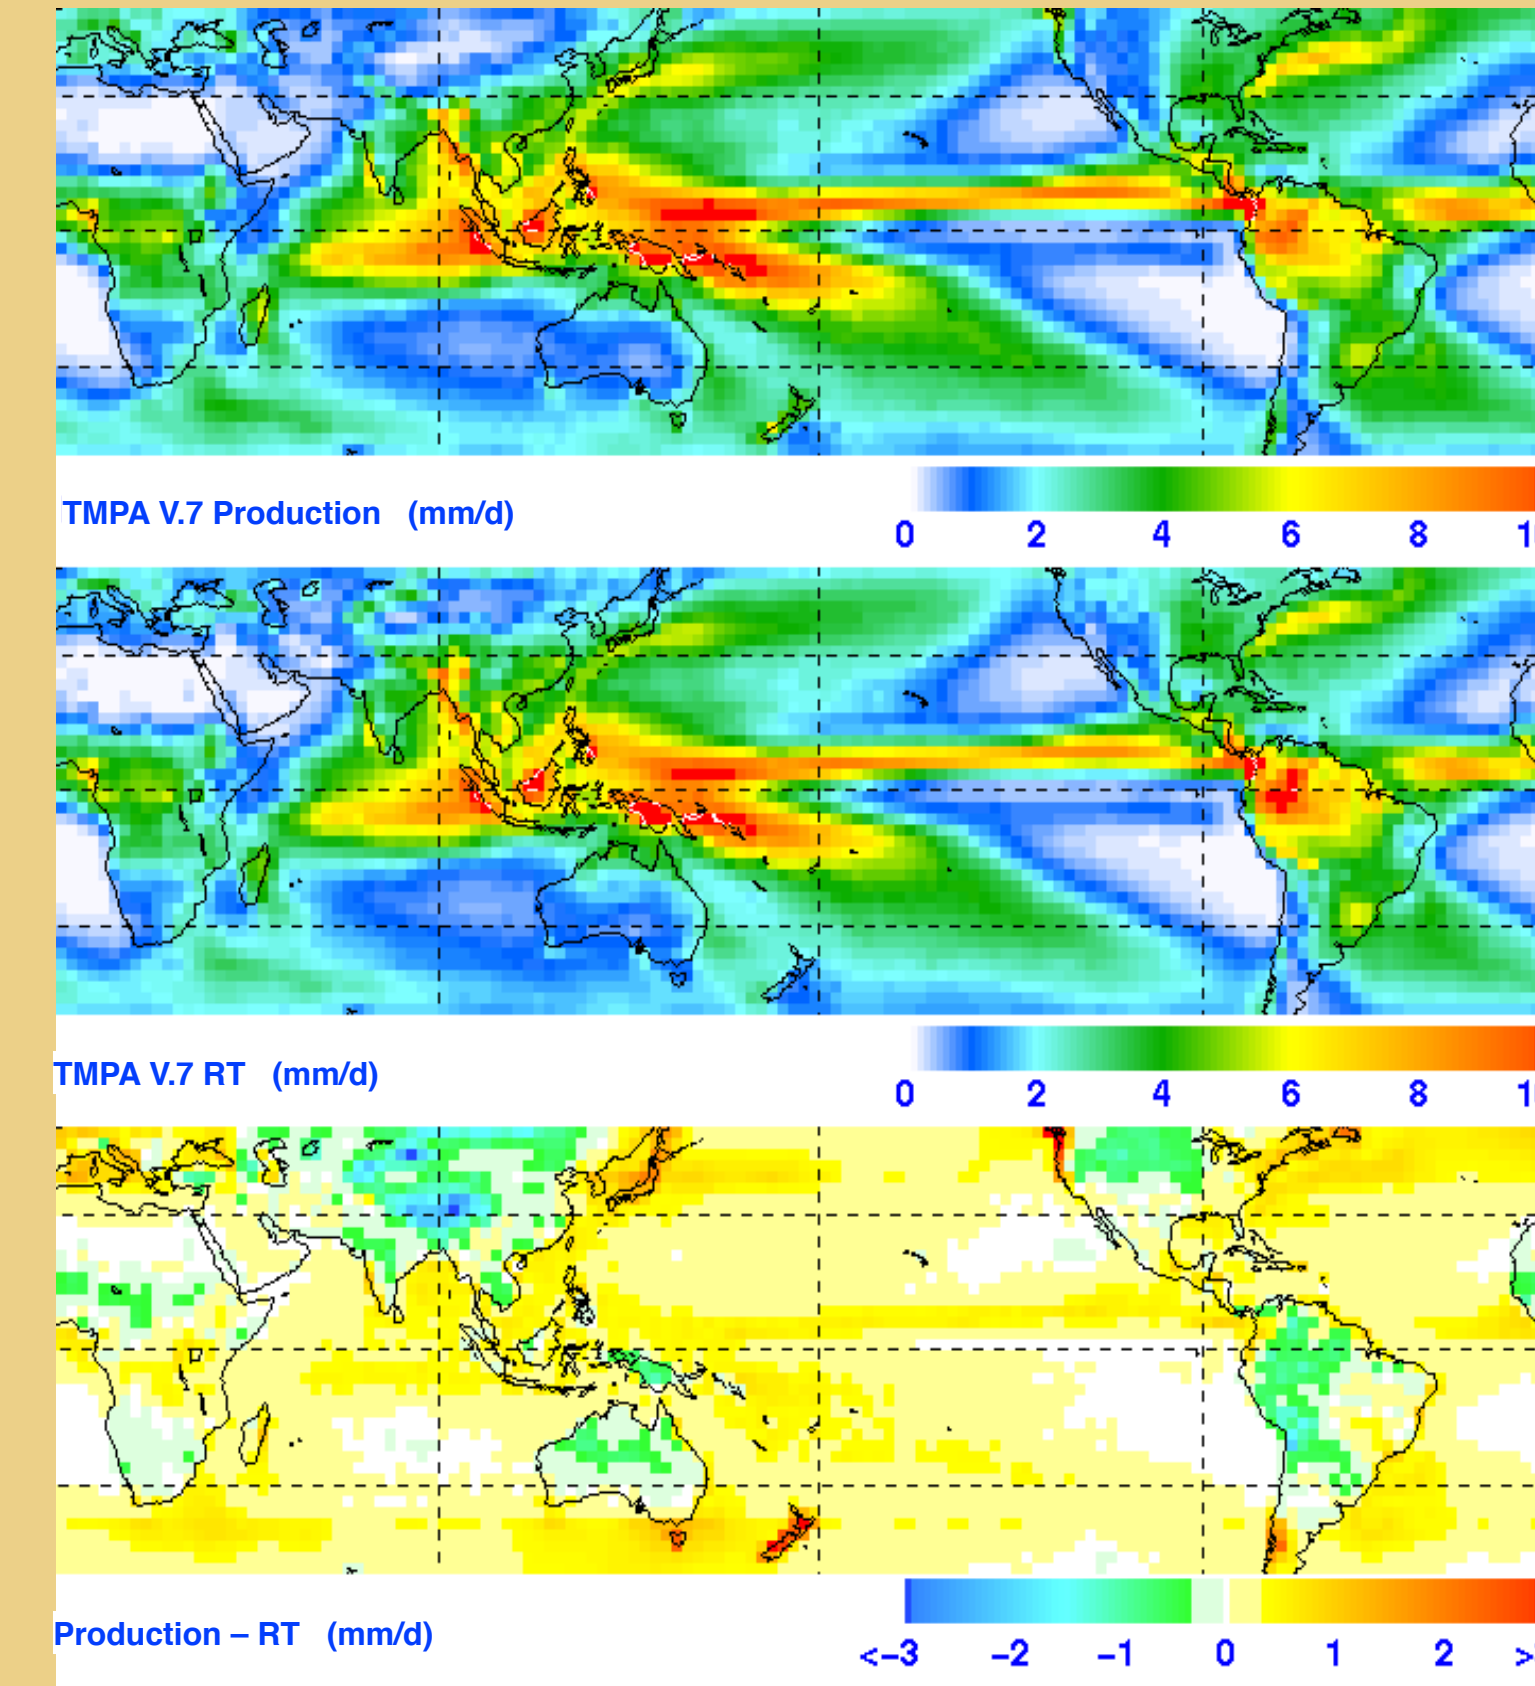 TMPA V.7 Production (mm/d)
0 2 4 6 8
TMPA V.7 RT (mm/d)
0 2 4 6 8
Production – RT (mm/d)
<-3 -2 -1 0 1 2 >